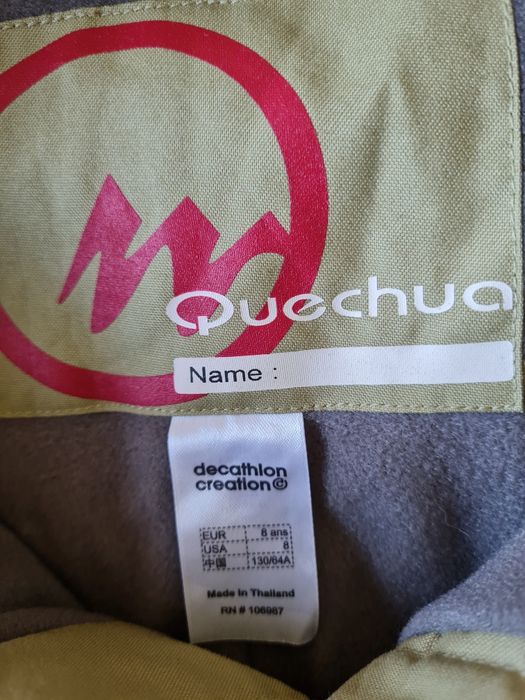 Quechua
Name :
decathlon
creation
EUR 8 ans
USA 8
中国 130/64A
Made In Thailand
RN # 106987